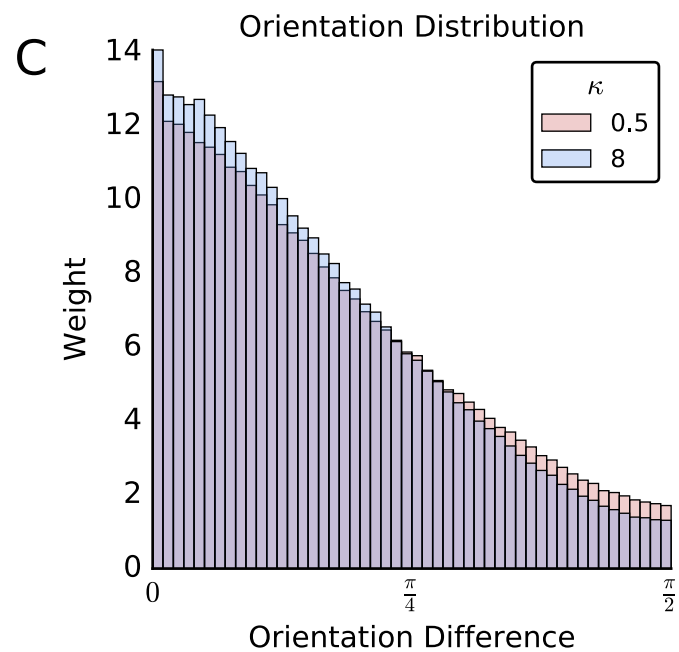 C
Orientation Distribution
κ
0.5
8
Weight
14
12
10
8
6
4
2
0
0
π/4
π/2
Orientation Difference